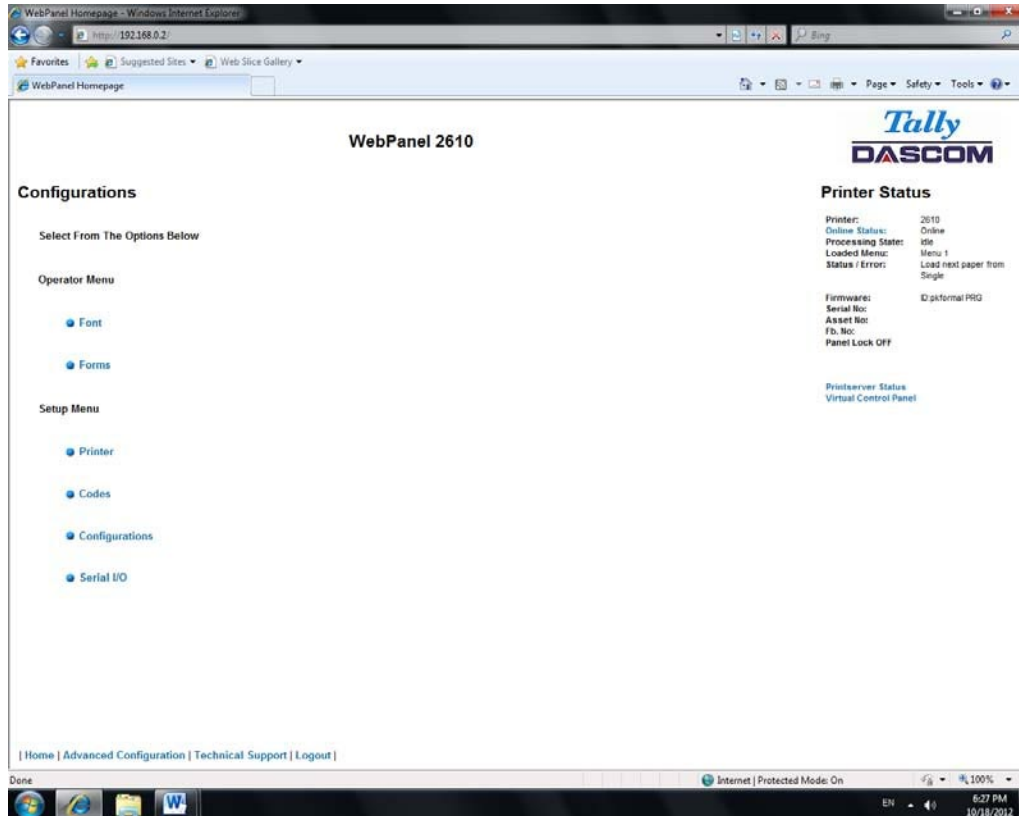 WebPanel Homepage - Windows Internet Explorer
http://192.168.0.2/
Bing
Favorites
Suggested Sites
Web Slice Gallery
WebPanel Homepage
Page
Safety
Tools
WebPanel 2610
Tally
DASCOM
Configurations
Select From The Options Below
Operator Menu
Font
Forms
Setup Menu
Printer
Codes
Configurations
Serial I/O
Printer Status
Printer: 2610
Online Status: Online
Processing State: Idle
Loaded Menu: Menu 1
Status / Error: Load next paper from
Single
Firmware: ID:pkformal PRG
Serial No:
Asset No:
Fb. No:
Panel Lock OFF
Printserver Status
Virtual Control Panel
| Home | Advanced Configuration | Technical Support | Logout |
Done
Internet | Protected Mode: On
100%
W
EN
6:27 PM
10/18/2012